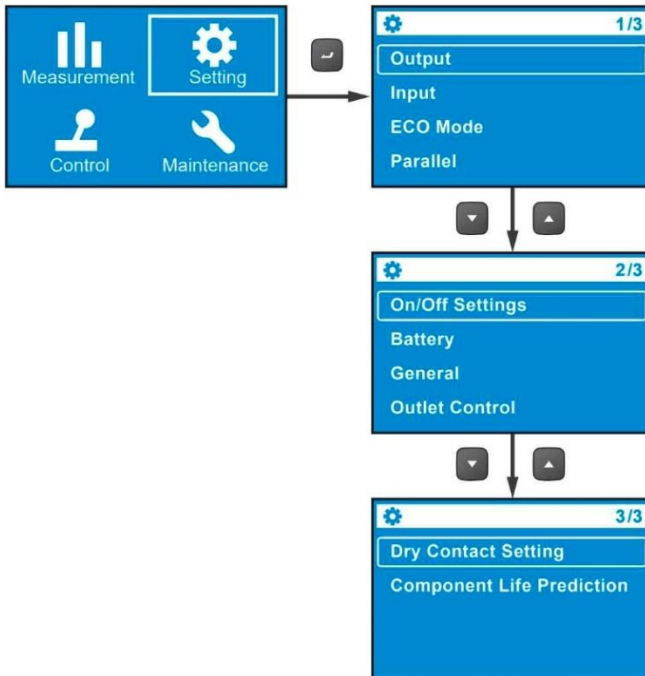 Measurement
Setting
Control
Maintenance
1/3
Output
Input
ECO Mode
Parallel
2/3
On/Off Settings
Battery
General
Outlet Control
3/3
Dry Contact Setting
Component Life Prediction